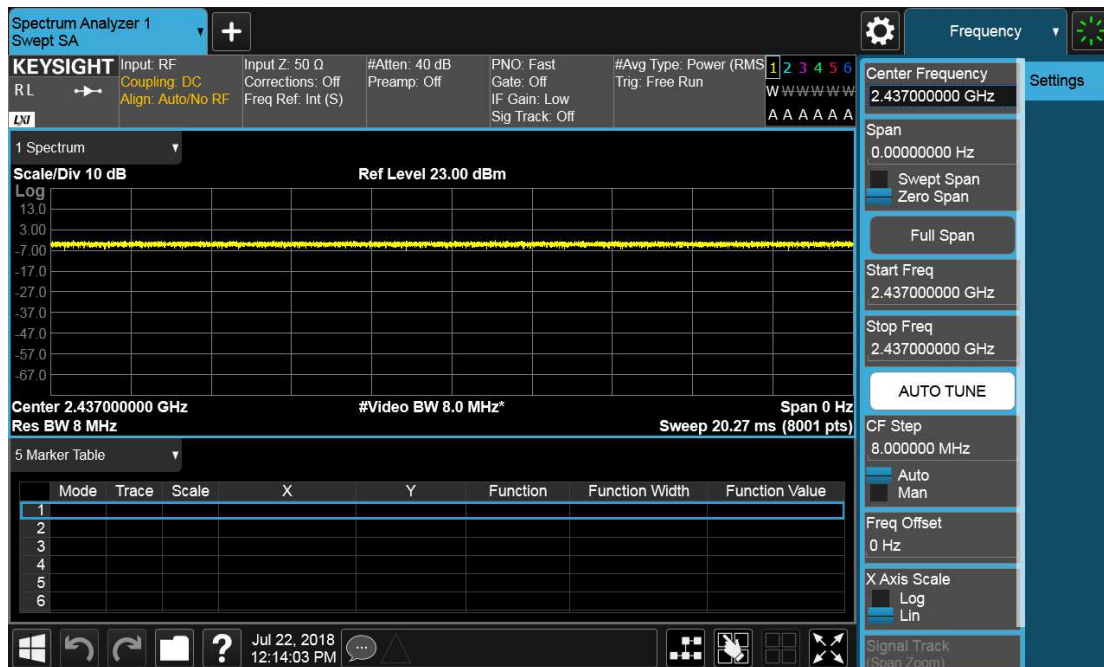 Spectrum Analyzer 1
Swept SA
+
Frequency
KEYSIGHT
RL
LXI
Input: RF
Coupling: DC
Align: Auto/No RF
Input Z: 50 Ω
Corrections: Off
Freq Ref: Int (S)
#Atten: 40 dB
Preamp: Off
PNO: Fast
Gate: Off
IF Gain: Low
Sig Track: Off
#Avg Type: Power (RMS
Trig: Free Run
1 2 3 4 5 6
W W W W W W
A A A A A A
Center Frequency
2.437000000 GHz
Settings
Span
0.00000000 Hz
Swept Span
Zero Span
Full Span
Start Freq
2.437000000 GHz
Stop Freq
2.437000000 GHz
AUTO TUNE
CF Step
8.000000 MHz
Auto
Man
Freq Offset
0 Hz
X Axis Scale
Log
Lin
Signal Track
(Span Zoom)
1 Spectrum
Scale/Div 10 dB
Ref Level 23.00 dBm
Log
13.0
3.00
-7.00
-17.0
-27.0
-37.0
-47.0
-57.0
-67.0
Center 2.437000000 GHz
#Video BW 8.0 MHz*
Span 0 Hz
Res BW 8 MHz
Sweep 20.27 ms (8001 pts)
5 Marker Table
Mode Trace Scale X Y Function Function Width Function Value
1
2
3
4
5
6
?
Jul 22, 2018
12:14:03 PM